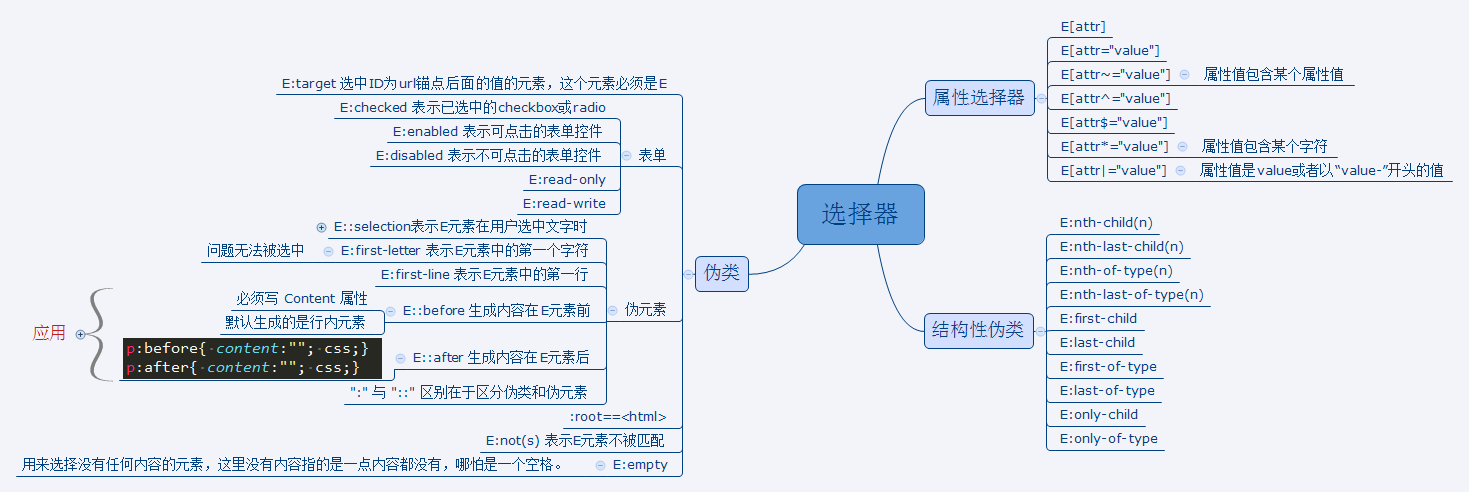 选择器
属性选择器
E[attr]
E[attr="value"]
E[attr~="value"]
属性值包含某个属性值
E[attr^="value"]
E[attr$="value"]
E[attr*="value"]
属性值包含某个字符
E[attr|="value"]
属性值是value或者以“value-”开头的值
结构性伪类
E:nth-child(n)
E:nth-last-child(n)
E:nth-of-type(n)
E:nth-last-of-type(n)
E:first-child
E:last-child
E:first-of-type
E:last-of-type
E:only-child
E:only-of-type
伪类
E:target 选中ID为url锚点后面的值的元素，这个元素必须是E
表单
E:checked 表示已选中的checkbox或radio
E:enabled 表示可点击的表单控件
E:disabled 表示不可点击的表单控件
E:read-only
E:read-write
伪元素
E::selection表示E元素在用户选中文字时
E:first-letter 表示E元素中的第一个字符
问题无法被选中
E:first-line 表示E元素中的第一行
E::before 生成内容在E元素前
必须写 Content 属性
默认生成的是行内元素
E::after 生成内容在E元素后
p:before{ content:""; css;}
p:after{ content:""; css;}
应用
":" 与 "::" 区别在于区分伪类和伪元素
:root==<html>
E:not(s) 表示E元素不被匹配
E:empty
用来选择没有任何内容的元素，这里没有内容指的是一点内容都没有，哪怕是一个空格。